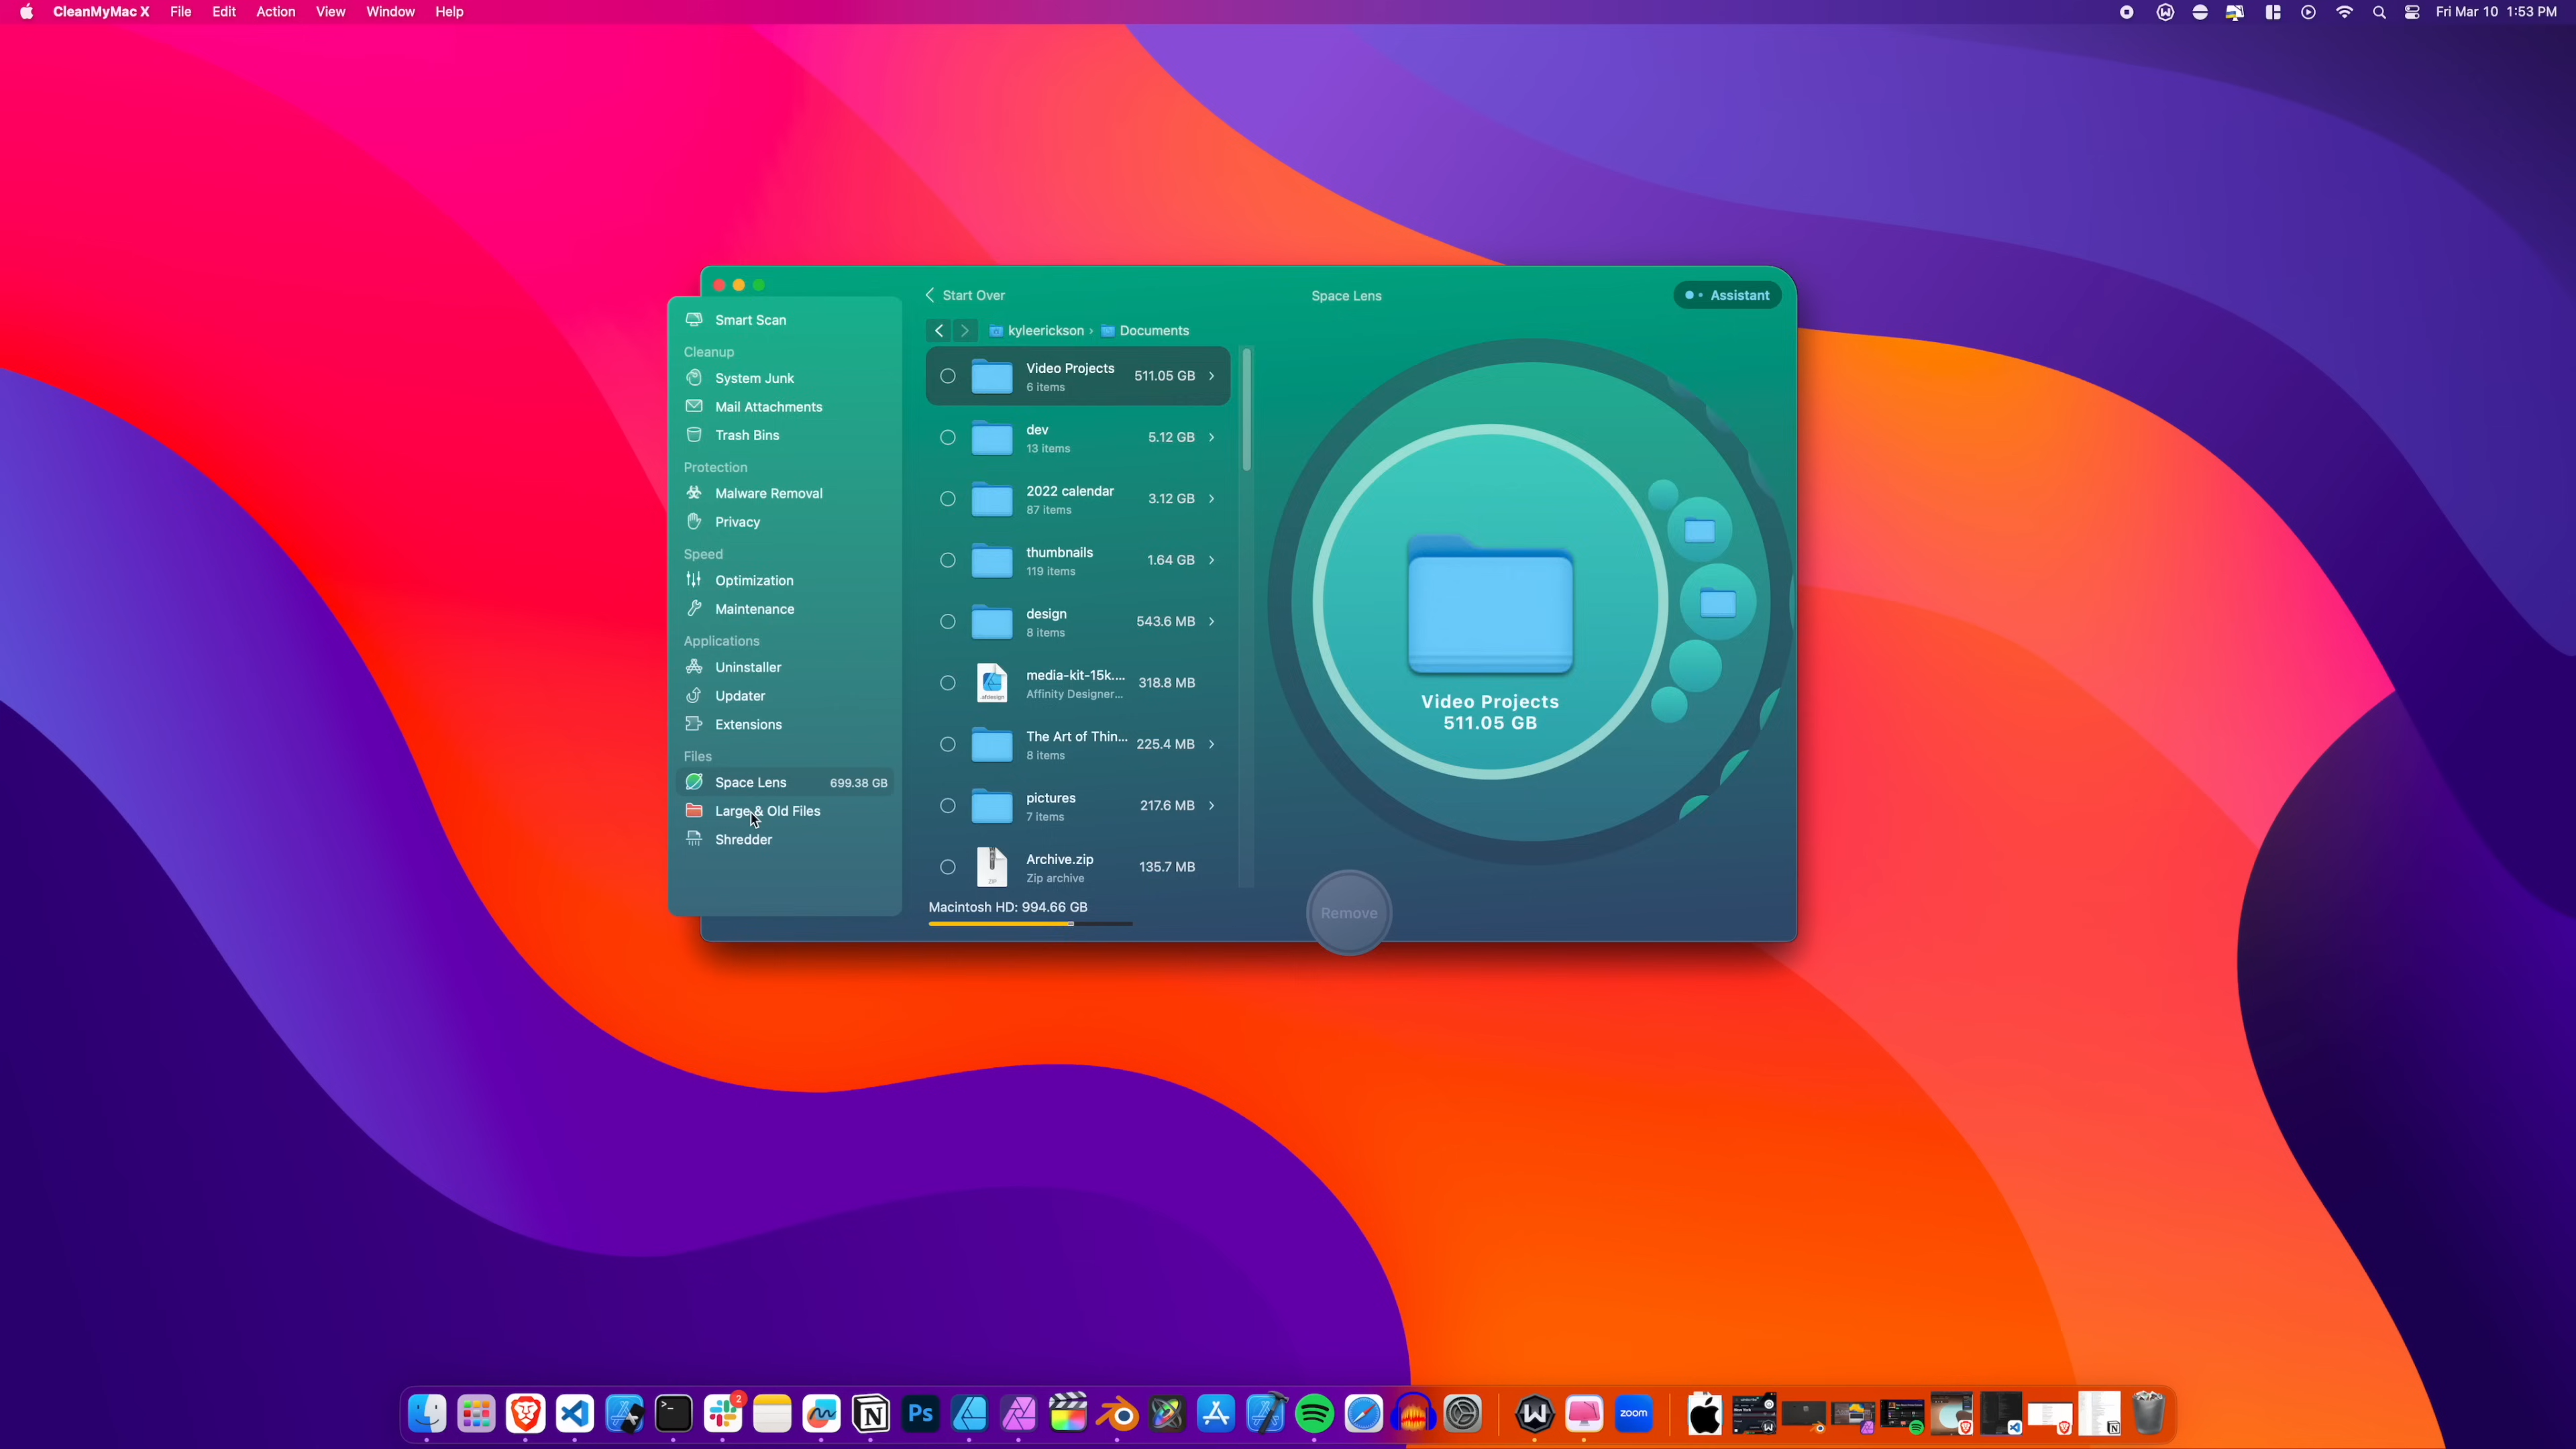 CleanMyMac X File Edit Action View Window Help
Fri Mar 10 1:53 PM
Start Over
Space Lens
Assistant
Smart Scan
Cleanup
System Junk
Mail Attachments
Trash Bins
Protection
Malware Removal
Privacy
Speed
Optimization
Maintenance
Applications
Uninstaller
Updater
Extensions
Files
Space Lens 699.38 GB
Large & Old Files
Shredder
kyleerickson › Documents
Video Projects
6 items
511.05 GB
dev
13 items
5.12 GB
2022 calendar
87 items
3.12 GB
thumbnails
119 items
1.64 GB
design
8 items
543.6 MB
media-kit-15k....
Affinity Designer...
318.8 MB
The Art of Thin...
8 items
225.4 MB
pictures
7 items
217.6 MB
Archive.zip
Zip archive
135.7 MB
Macintosh HD: 994.66 GB
Video Projects
511.05 GB
Remove
2
Ps
zoom